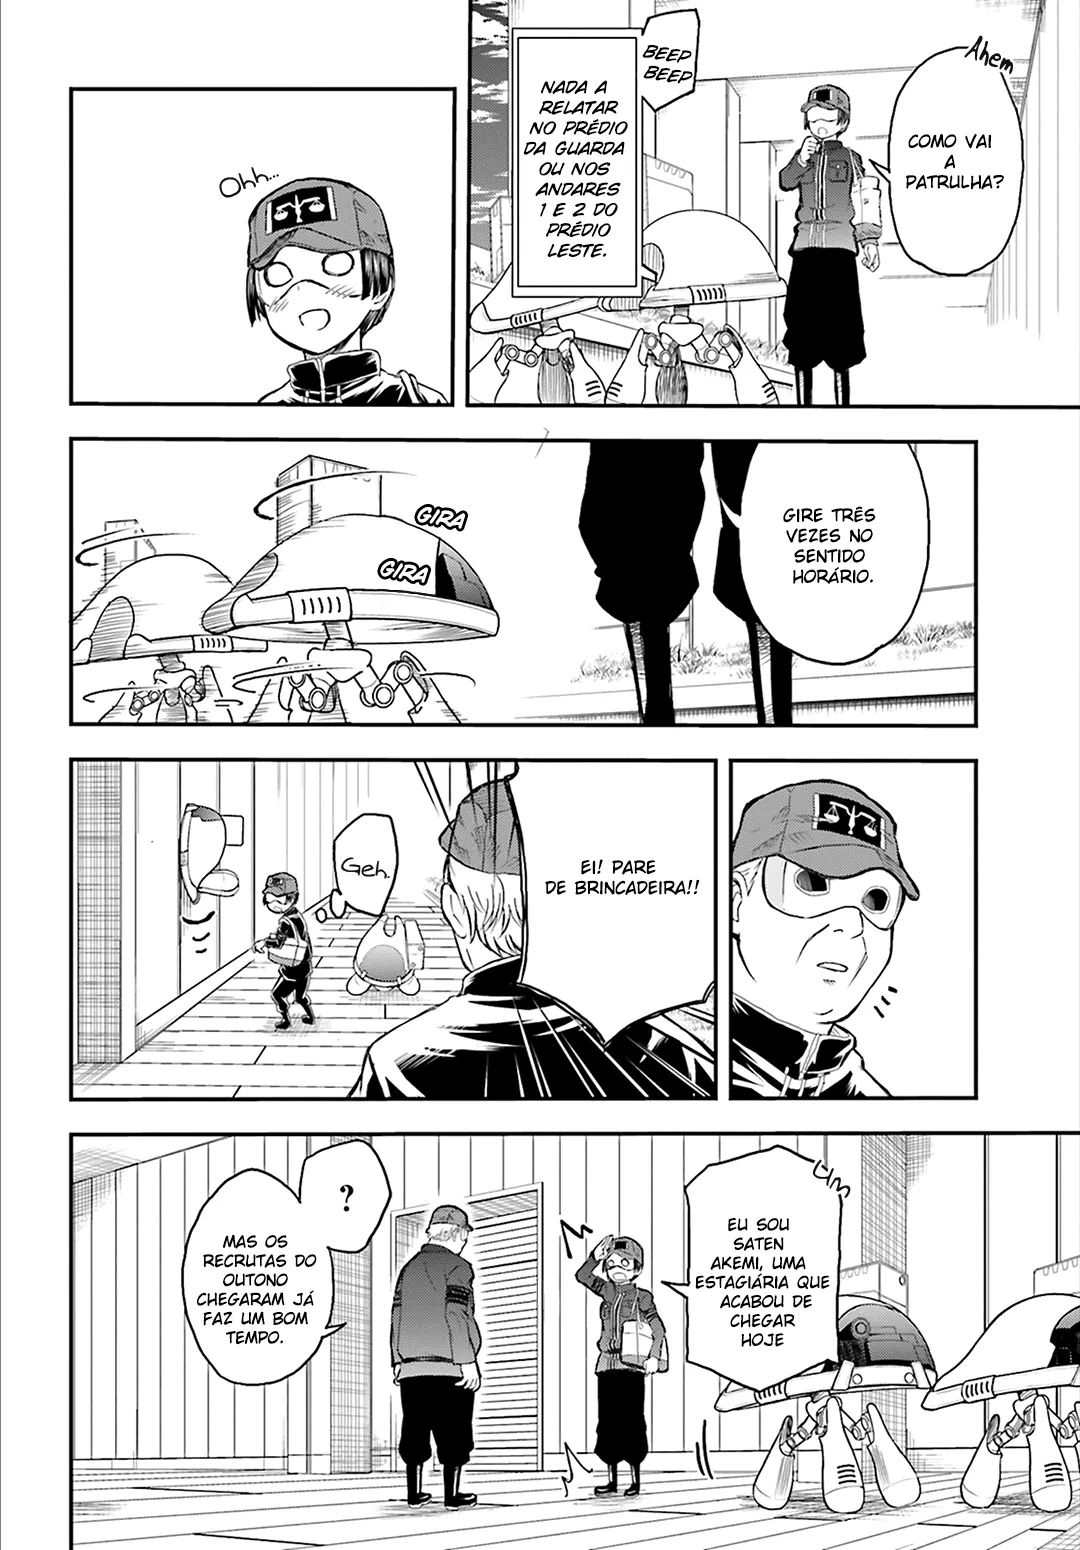 Ahem
COMO VAI
A
PATRULHA?
BEEP
BEEP
NADA A
RELATAR
NO PRÉDIO
DA GUARDA
OU NOS
ANDARES
1 E 2 DO
PRÉDIO
LESTE.
Ohh...
GIRE TRÊS
VEZES NO
SENTIDO
HORÁRIO.
GIRA
GIRA
EI! PARE
DE BRINCADEIRA!!
Geh.
Um
EU SOU
SATEN
AKEMI, UMA
ESTAGIÁRIA QUE
ACABOU DE
CHEGAR
HOJE
?
MAS OS
RECRUTAS DO
OUTONO
CHEGARAM JÁ
FAZ UM BOM
TEMPO.